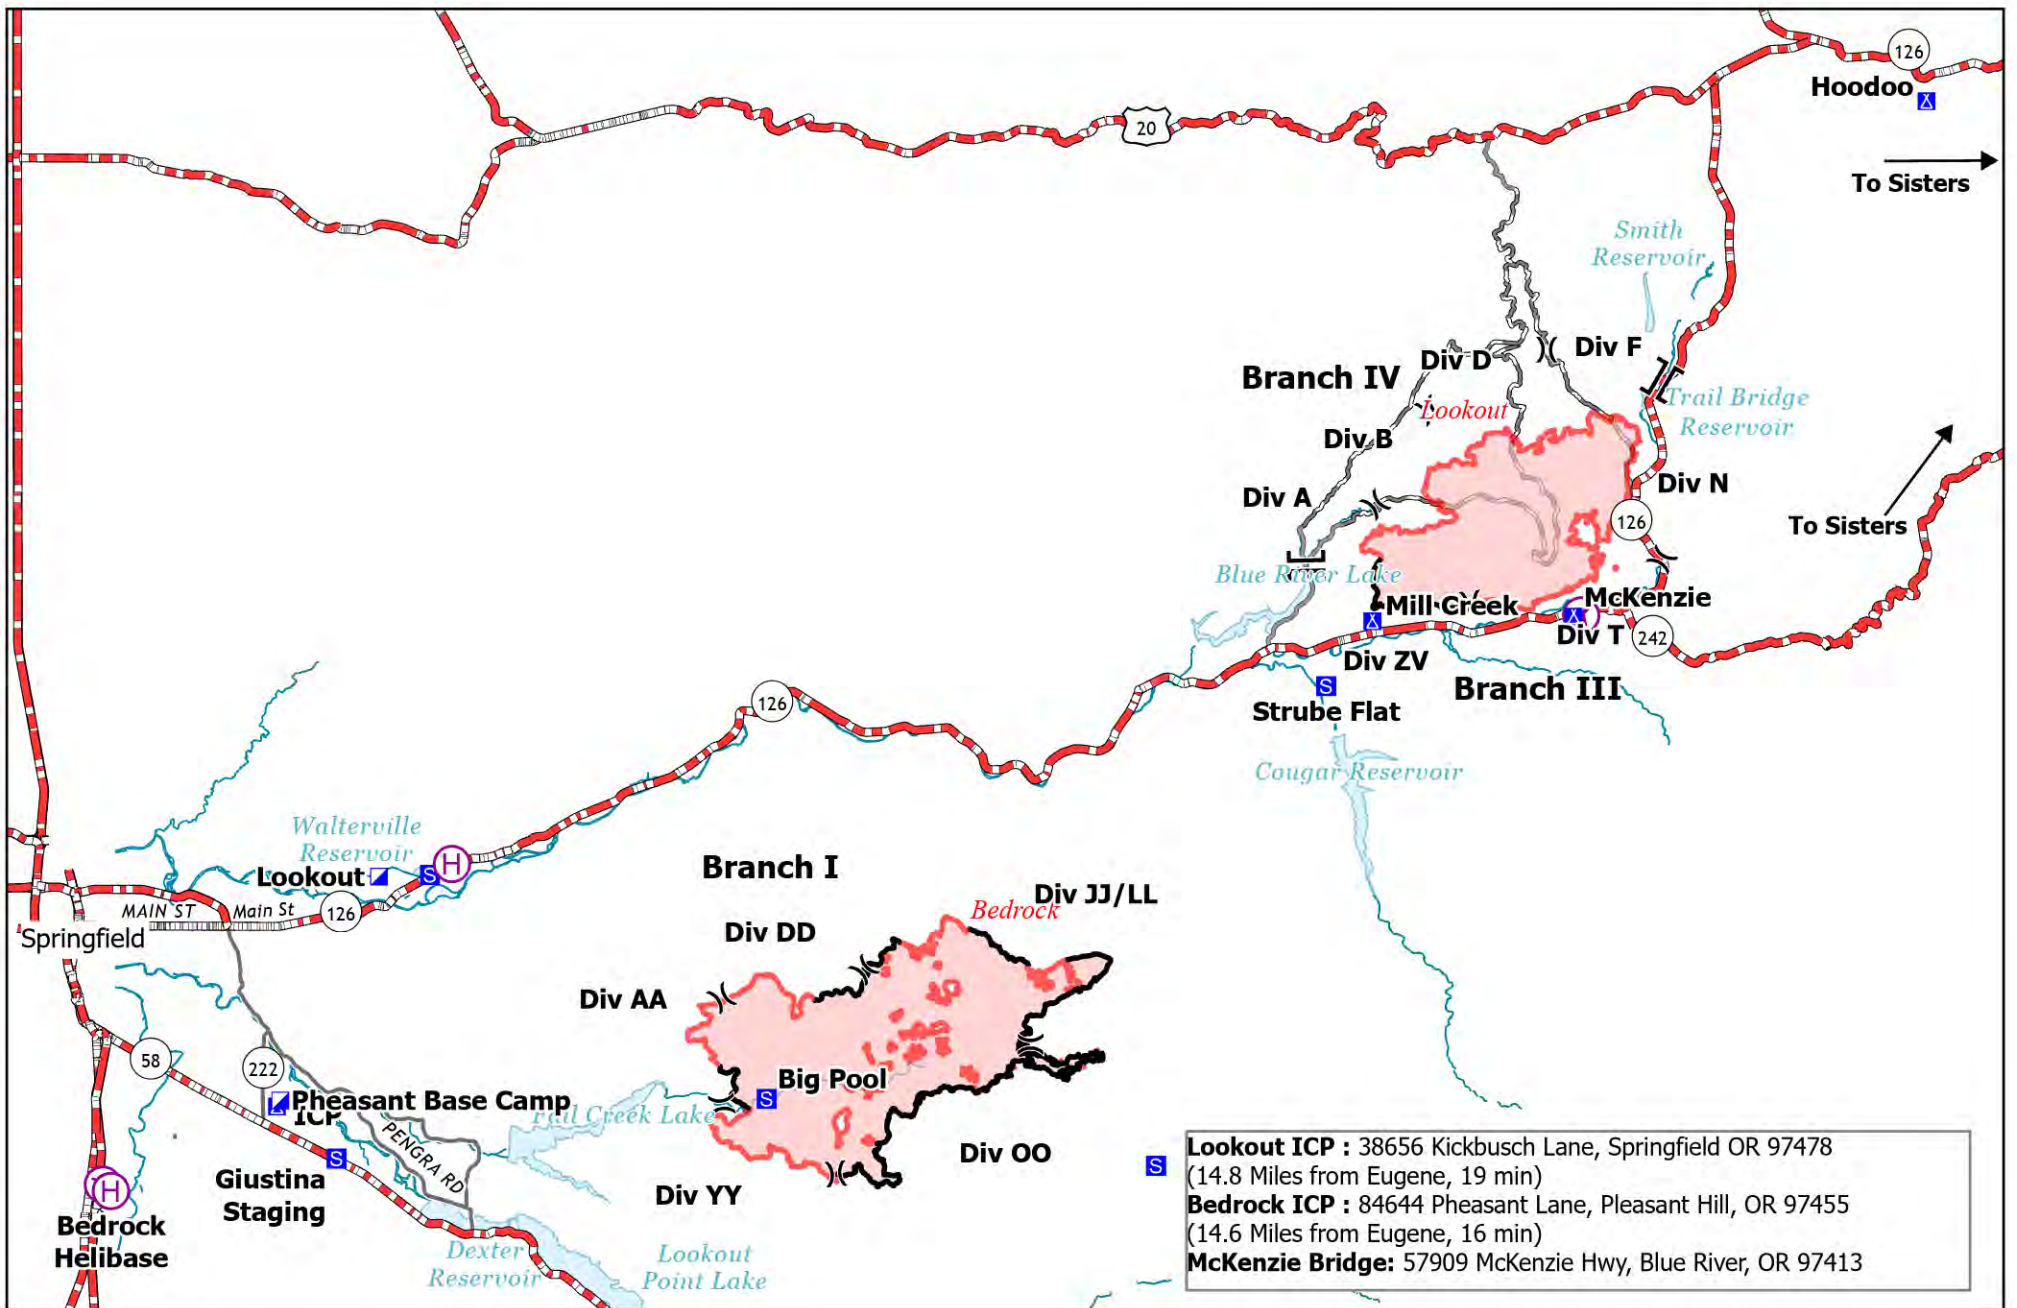 126
Hoodoo
20
To Sisters
Smith
Reservoir
Div F
Div D
Branch IV
Trail Bridge
Reservoir
Lookout
Div B
Div N
Div A
126
To Sisters
Blue River Lake
Mill Creek
McKenzie
Div T
242
Div ZV
Branch III
Strube Flat
126
Cougar Reservoir
Walterville
Reservoir
H
S
Lookout
Branch I
Div JJ/LL
Bedrock
MAIN ST
Main St
126
Springfield
Div DD
Div AA
58
222
Big Pool
S
Pheasant Base Camp
ICP
Fall Creek Lake
PENGRA RD
S
Div OO
Giustina
Staging
H
Div YY
Bedrock
Helibase
Dexter
Reservoir
Lookout
Point Lake
S
S
Lookout ICP : 38656 Kickbusch Lane, Springfield OR 97478
(14.8 Miles from Eugene, 19 min)
Bedrock ICP : 84644 Pheasant Lane, Pleasant Hill, OR 97455
(14.6 Miles from Eugene, 16 min)
McKenzie Bridge: 57909 McKenzie Hwy, Blue River, OR 97413